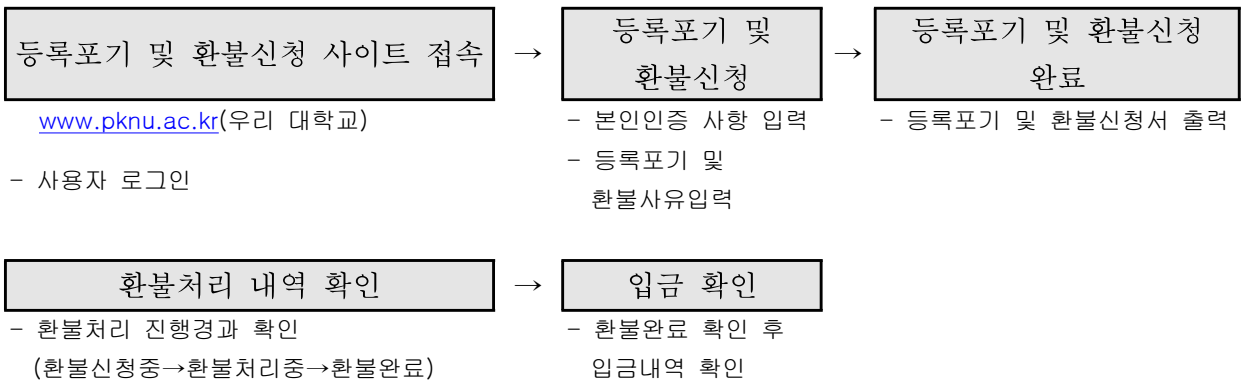 등록포기 및 환불신청 사이트 접속 →
www.pknu.ac.kr(우리 대학교)
- 사용자 로그인
등록포기 및
환불신청 →
- 본인인증 사항 입력
- 등록포기 및
환불사유입력
등록포기 및 환불신청
완료
- 등록포기 및 환불신청서 출력
환불처리 내역 확인 →
- 환불처리 진행경과 확인
(환불신청중→환불처리중→환불완료)
입금 확인
- 환불완료 확인 후
입금내역 확인